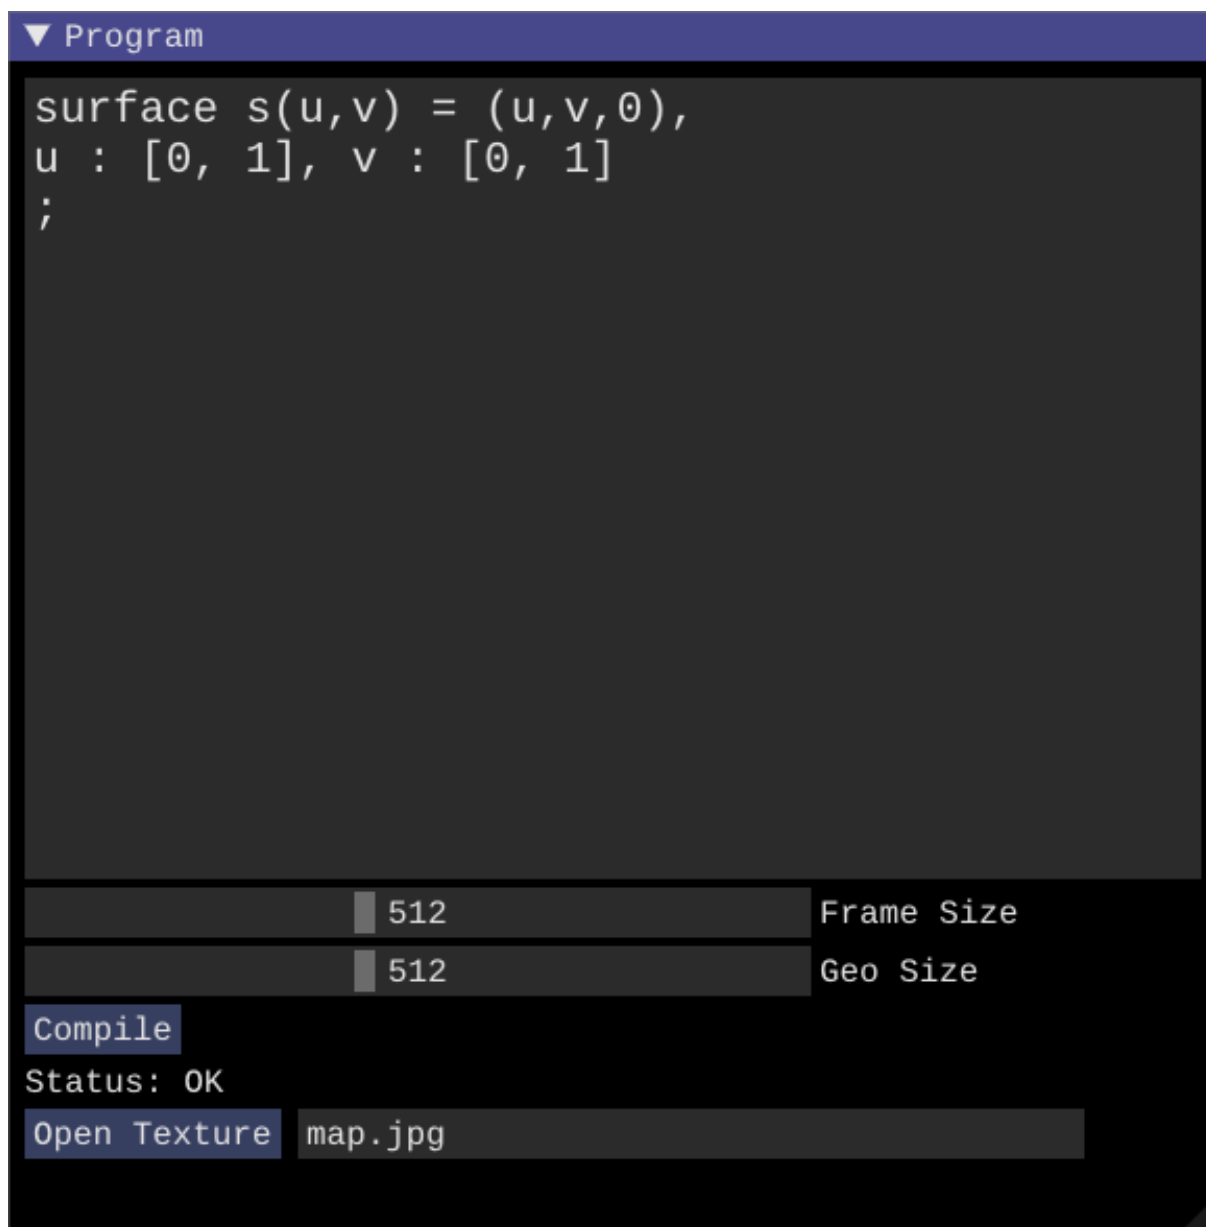 Program
surface s(u,v) = (u,v,0),
u : [0, 1], v : [0, 1]
;
512 Frame Size
512 Geo Size
Compile
Status: OK
Open Texture map.jpg